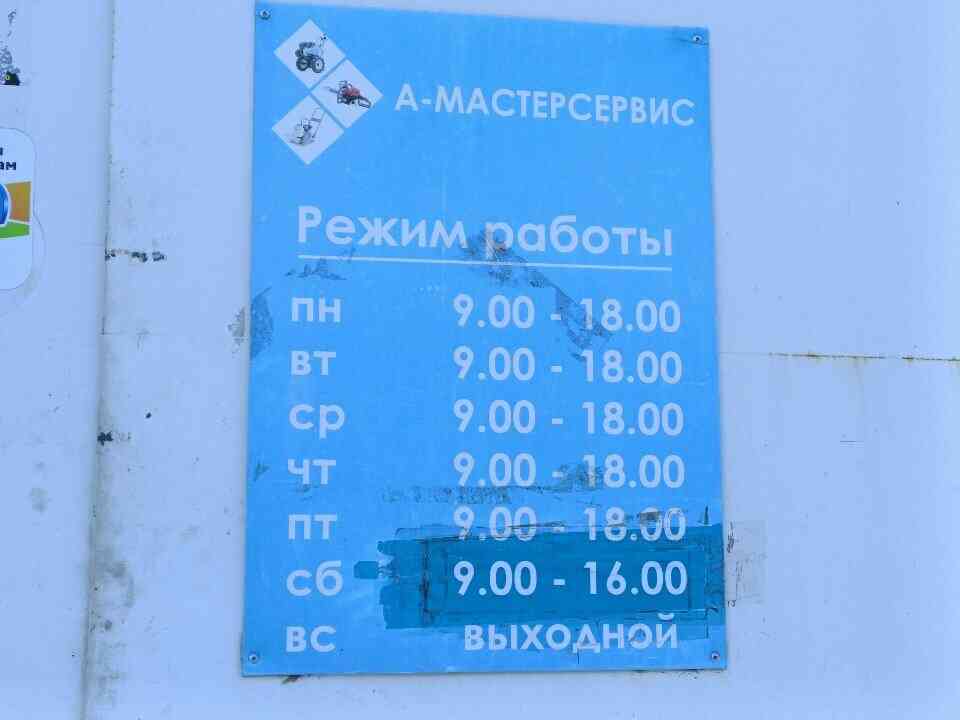 А-МАСТЕРСЕРВИС
Режим работы
пн 9.00 - 18.00
вт 9.00 - 18.00
ср 9.00 - 18.00
чт 9.00 - 18.00
пт 9.00 - 18.00
сб 9.00 - 16.00
вс выходной